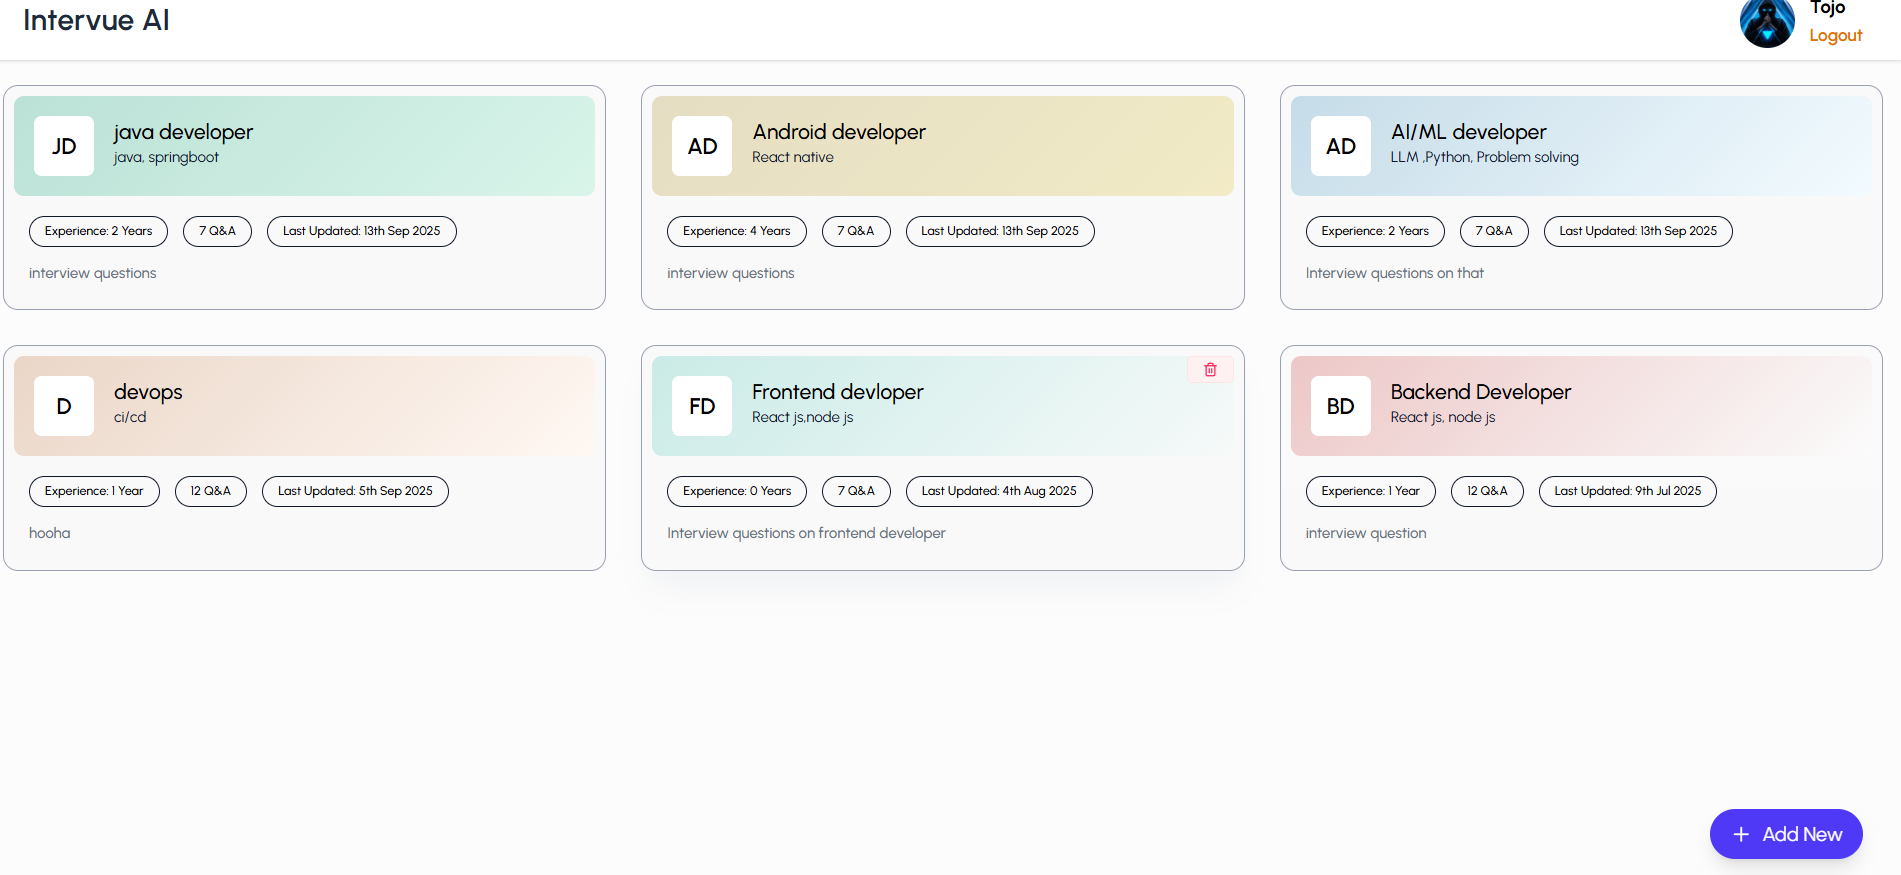 Intervue AI
Tojo
Logout
JD
java developer
java, springboot
Experience: 2 Years
7 Q&A
Last Updated: 13th Sep 2025
interview questions
AD
Android developer
React native
Experience: 4 Years
7 Q&A
Last Updated: 13th Sep 2025
interview questions
AD
AI/ML developer
LLM ,Python, Problem solving
Experience: 2 Years
7 Q&A
Last Updated: 13th Sep 2025
Interview questions on that
D
devops
ci/cd
Experience: 1 Year
12 Q&A
Last Updated: 5th Sep 2025
hooha
FD
Frontend devloper
React js,node js
Experience: 0 Years
7 Q&A
Last Updated: 4th Aug 2025
Interview questions on frontend developer
BD
Backend Developer
React js, node js
Experience: 1 Year
12 Q&A
Last Updated: 9th Jul 2025
interview question
+ Add New